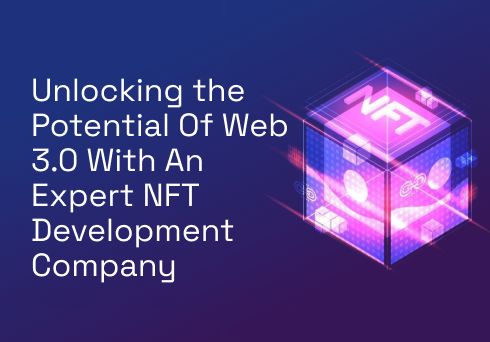 Unlocking the
Potential Of Web
3.0 With An
Expert NFT
Development
Company
NFT